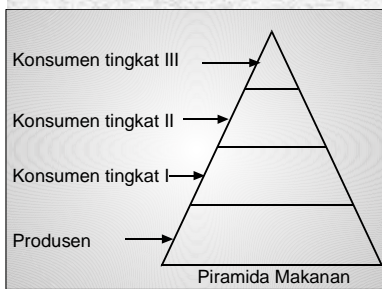 Konsumen tingkat III
Konsumen tingkat II
Konsumen tingkat I
Produsen
Piramida Makanan